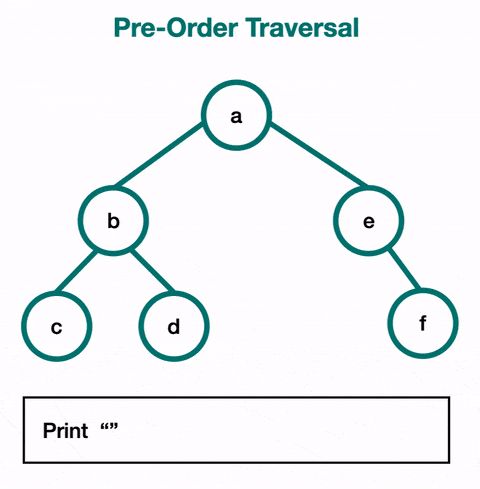 Pre-Order Traversal
a
b
e
c
d
f
Print “”